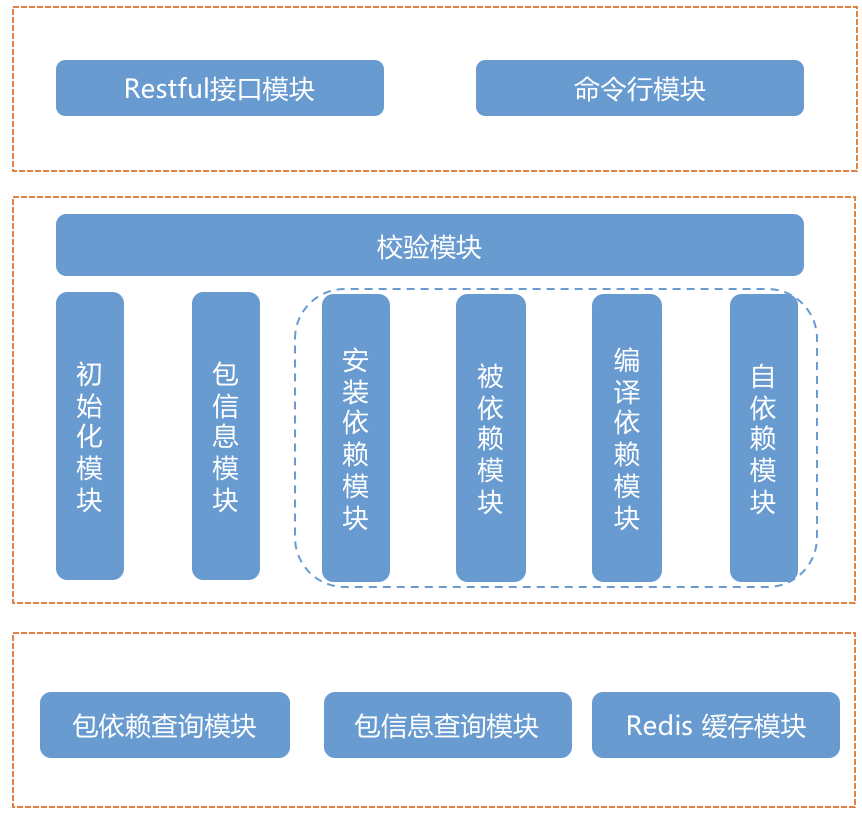 Restful接口模块
命令行模块
校验模块
初始化模块
包信息模块
安装依赖模块
被依赖模块
编译依赖模块
自依赖模块
包依赖查询模块
包信息查询模块
Redis 缓存模块